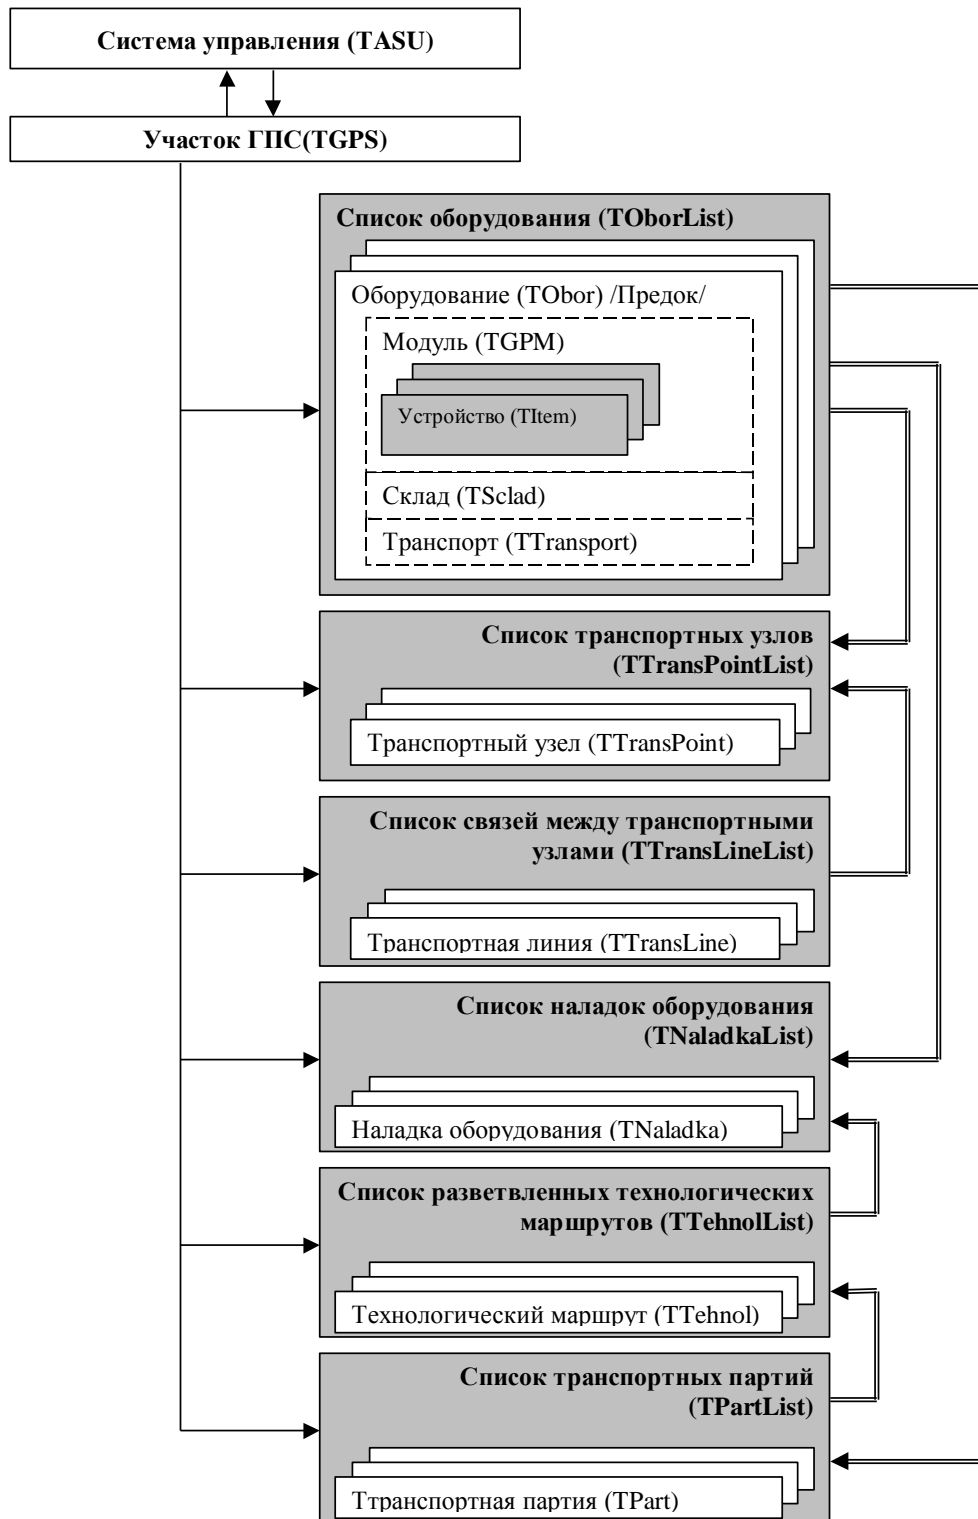 Система управления (TASU)
Участок ГПС(TGPS)
Список оборудования (TOborList)
Оборудование (TObor) /Предок/
Модуль (TGPM)
Устройство (TItem)
Склад (TSclad)
Транспорт (TTransport)
Список транспортных узлов
(TTransPointList)
Транспортный узел (TTransPoint)
Список связей между транспортными
узлами (TTransLineList)
Транспортная линия (TTransLine)
Список наладок оборудования
(TNaladkaList)
Наладка оборудования (TNaladka)
Список разветвленных технологических
маршрутов (TTehnolList)
Технологический маршрут (TTehnol)
Список транспортных партий
(TPartList)
Ттранспортная партия (TPart)